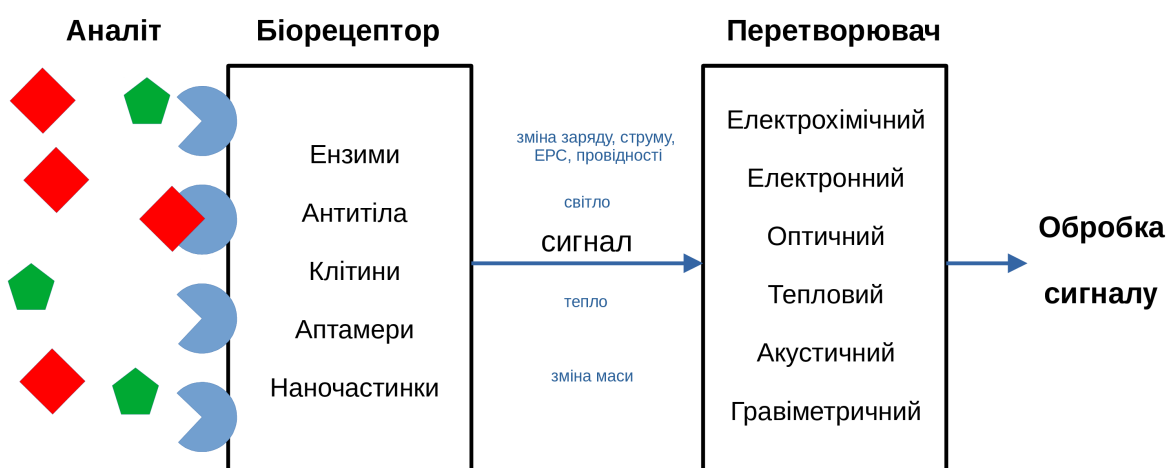 Аналіт
Біорецептор
Перетворювач
Ензими
Антитіла
Клітини
Аптамери
Наночастинки
зміна заряду, струму,
ЕРС, провідності
світло
сигнал
тепло
зміна маси
Електрохімічний
Електронний
Оптичний
Тепловий
Акустичний
Гравіметричний
Обробка
сигналу